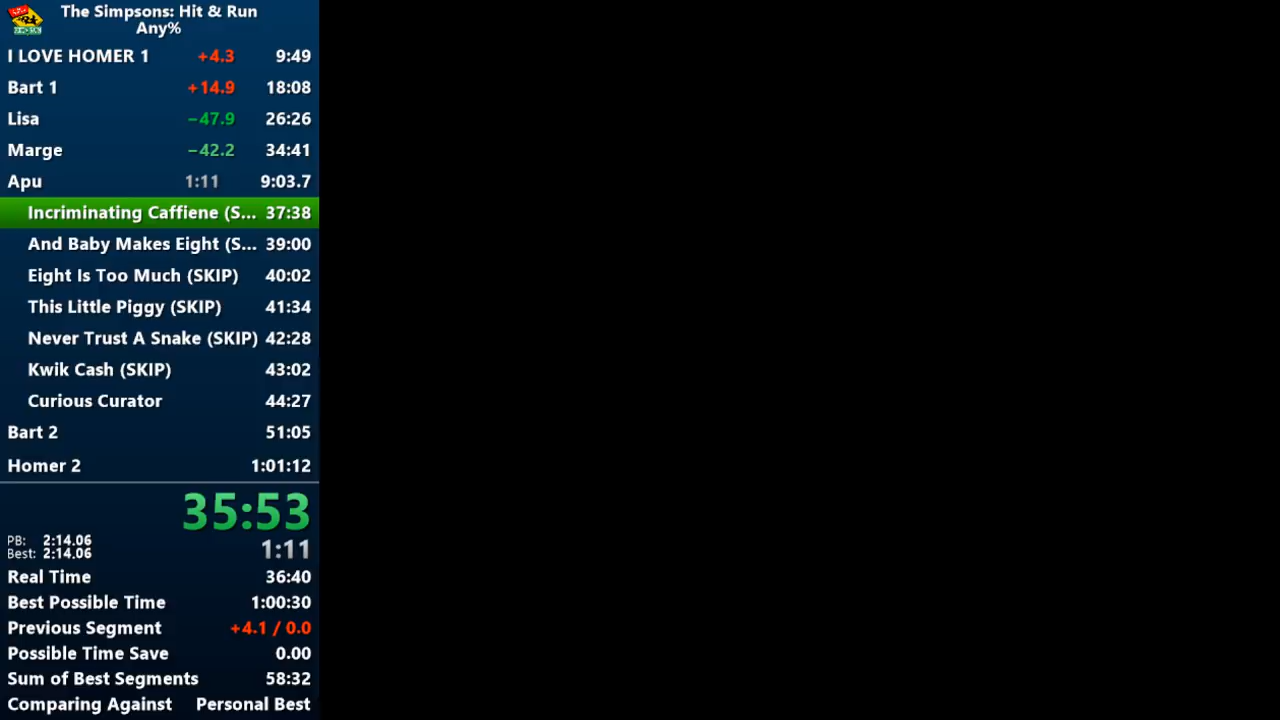 The Simpsons: Hit & Run
Any%
I LOVE HOMER 1 +4.3 9:49
Bart 1 +14.9 18:08
Lisa −47.9 26:26
Marge −42.2 34:41
Apu 1:11 9:03.7
Incriminating Caffiene (S... 37:38
And Baby Makes Eight (S... 39:00
Eight Is Too Much (SKIP) 40:02
This Little Piggy (SKIP) 41:34
Never Trust A Snake (SKIP) 42:28
Kwik Cash (SKIP) 43:02
Curious Curator 44:27
Bart 2 51:05
Homer 2 1:01:12
35:53
PB: 2:14.06
Best: 2:14.06
1:11
Real Time 36:40
Best Possible Time 1:00:30
Previous Segment +4.1 / 0.0
Possible Time Save 0.00
Sum of Best Segments 58:32
Comparing Against Personal Best